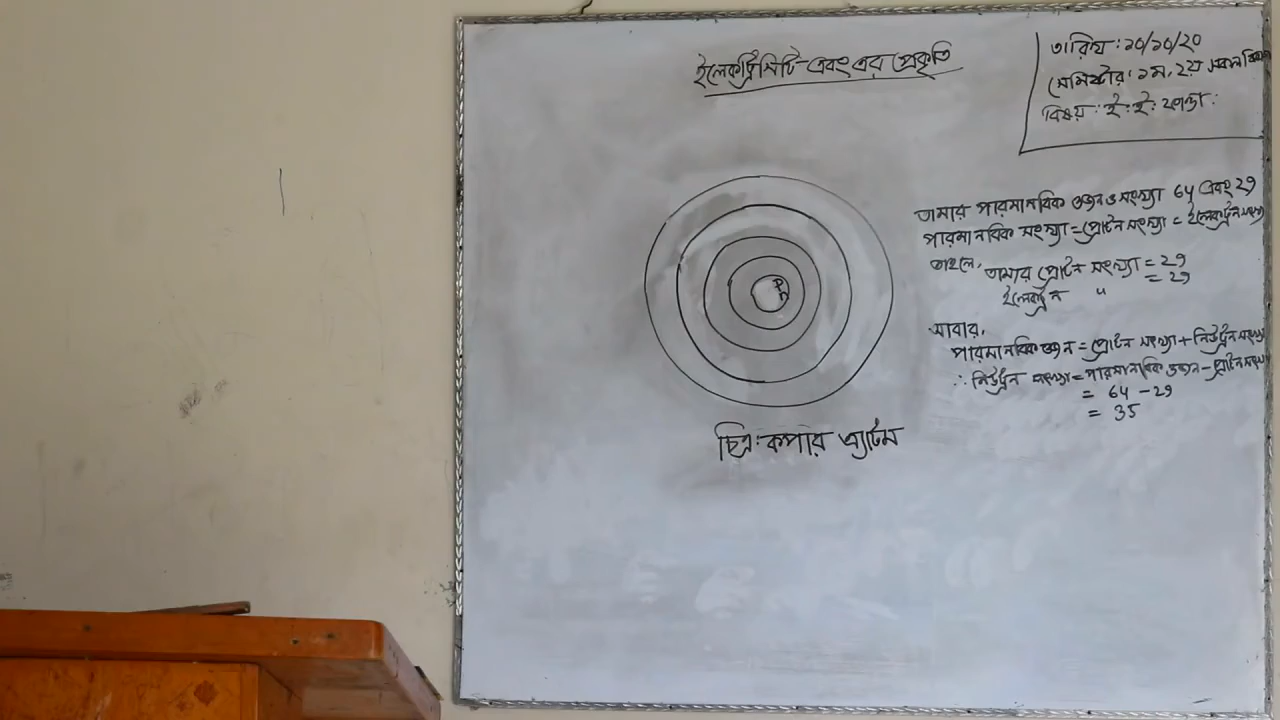 ইলেকট্রিসিটি এবং এর প্রকৃতি
তারিখ: ১০/১০/২০
সেমিস্টার: ১ম, ২য় সকল বিভাগ
বিষয়: ই: ই: ফান্ডা:
তামার পারমানবিক ওজন ও সংখ্যা 64 এবং 29
পারমানবিক সংখ্যা = প্রোটন সংখ্যা = ইলেকট্রন সংখ্যা
তাহলে, তামার প্রোটন সংখ্যা = 29
ইলেকট্রন " = 29
আবার,
পারমানবিক ওজন = প্রোটন সংখ্যা + নিউট্রন সংখ্যা
∴ নিউট্রন সংখ্যা = পারমানবিক ওজন - প্রোটন সংখ্যা
= 64 - 29
= 35
P
n
চিত্র: কপার এ্যাটম